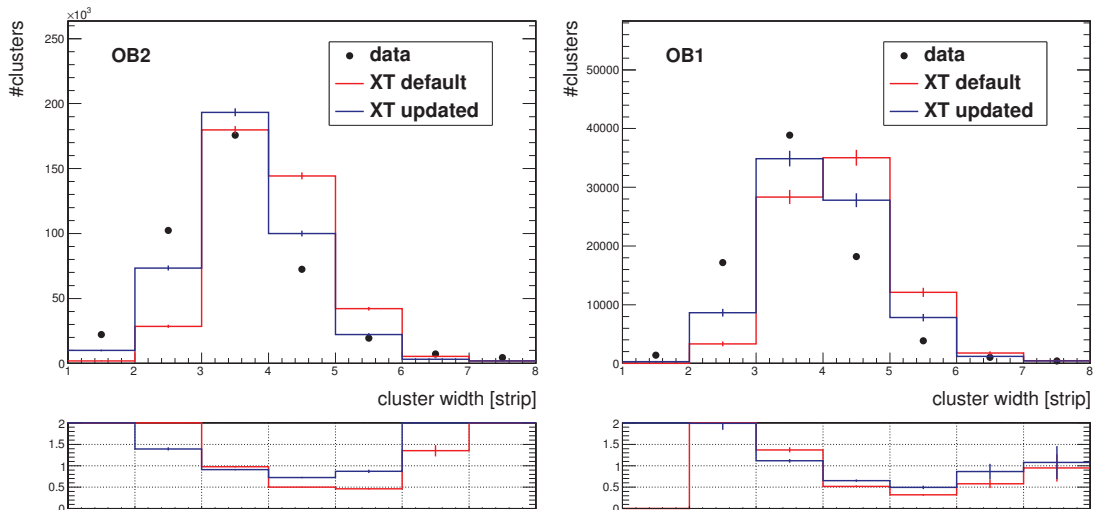 ×10³
#clusters
250
200
150
100
50
0
OB2
data
XT default
XT updated
1 2 3 4 5 6 7 8
cluster width [strip]
2
1.5
1
0.5
0
#clusters
50000
40000
30000
20000
10000
0
OB1
data
XT default
XT updated
1 2 3 4 5 6 7 8
cluster width [strip]
2
1.5
1
0.5
0